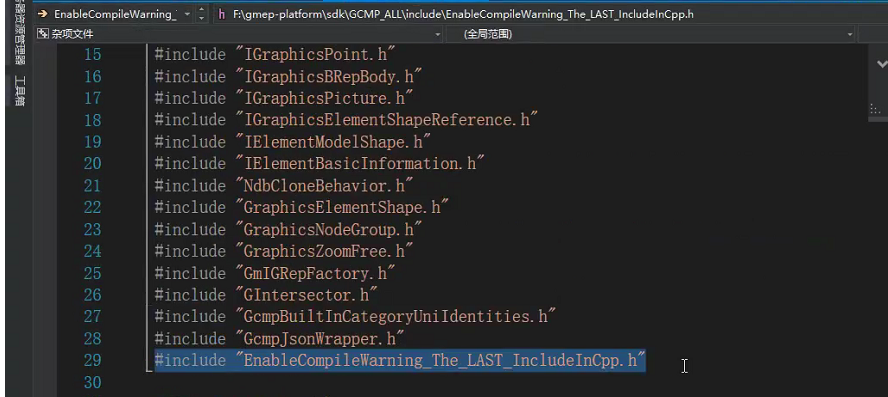 EnableCompileWarning_
F:\gmep-platform\sdk\GCMP_ALL\include\EnableCompileWarning_The_LAST_IncludeInCpp.h
杂项文件
(全局范围)
器资源管理器
工具箱
15 #include "IGraphicsPoint.h"
16 #include "IGraphicsBRepBody.h"
17 #include "IGraphicsPicture.h"
18 #include "IGraphicsElementShapeReference.h"
19 #include "IElementModelShape.h"
20 #include "IElementBasicInformation.h"
21 #include "NdbCloneBehavior.h"
22 #include "GraphicsElementShape.h"
23 #include "GraphicsNodeGroup.h"
24 #include "GraphicsZoomFree.h"
25 #include "GmIGRepFactory.h"
26 #include "GIntersector.h"
27 #include "GcmpBuiltInCategoryUniIdentities.h"
28 #include "GcmpJsonWrapper.h"
29 #include "EnableCompileWarning_The_LAST_IncludeInCpp.h"
30